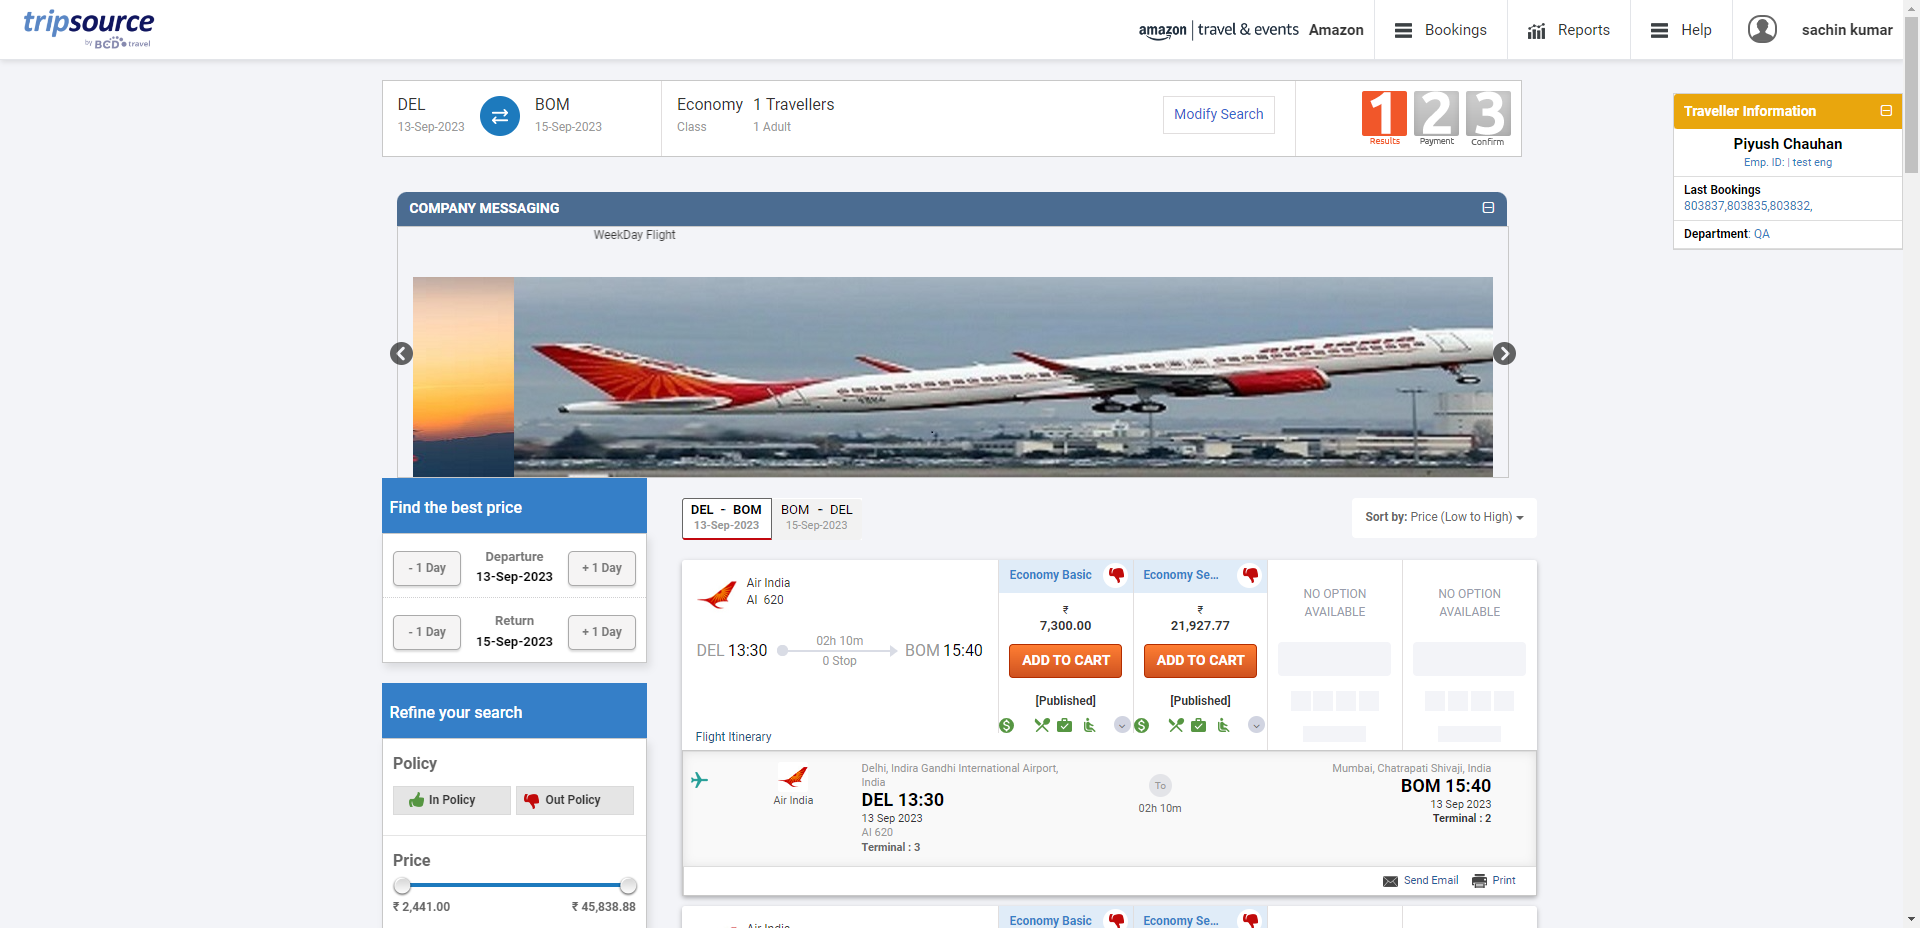 tripsource
by BCD travel
amazon | travel & events Amazon
Bookings
Reports
Help
sachin kumar
DEL
13-Sep-2023
BOM
15-Sep-2023
Economy
Class
1 Travellers
1 Adult
Modify Search
1
Results
2
Payment
3
Confirm
Traveller Information
Piyush Chauhan
Emp. ID: | test eng
Last Bookings
803837,803835,803832,
Department: QA
COMPANY MESSAGING
WeekDay Flight
AIR INDIA
Find the best price
- 1 Day
Departure
13-Sep-2023
+ 1 Day
- 1 Day
Return
15-Sep-2023
+ 1 Day
Refine your search
Policy
In Policy
Out Policy
Price
₹ 2,441.00
₹ 45,838.88
DEL - BOM
13-Sep-2023
BOM - DEL
15-Sep-2023
Sort by: Price (Low to High)
Air India
AI 620
DEL 13:30
02h 10m
0 Stop
BOM 15:40
Flight Itinerary
Economy Basic
₹
7,300.00
ADD TO CART
[Published]
Economy Se...
₹
21,927.77
ADD TO CART
[Published]
NO OPTION
AVAILABLE
NO OPTION
AVAILABLE
Air India
Delhi, Indira Gandhi International Airport,
India
DEL 13:30
13 Sep 2023
AI 620
Terminal : 3
To
02h 10m
Mumbai, Chatrapati Shivaji, India
BOM 15:40
13 Sep 2023
Terminal : 2
Send Email
Print
Air India
Economy Basic
Economy Se...